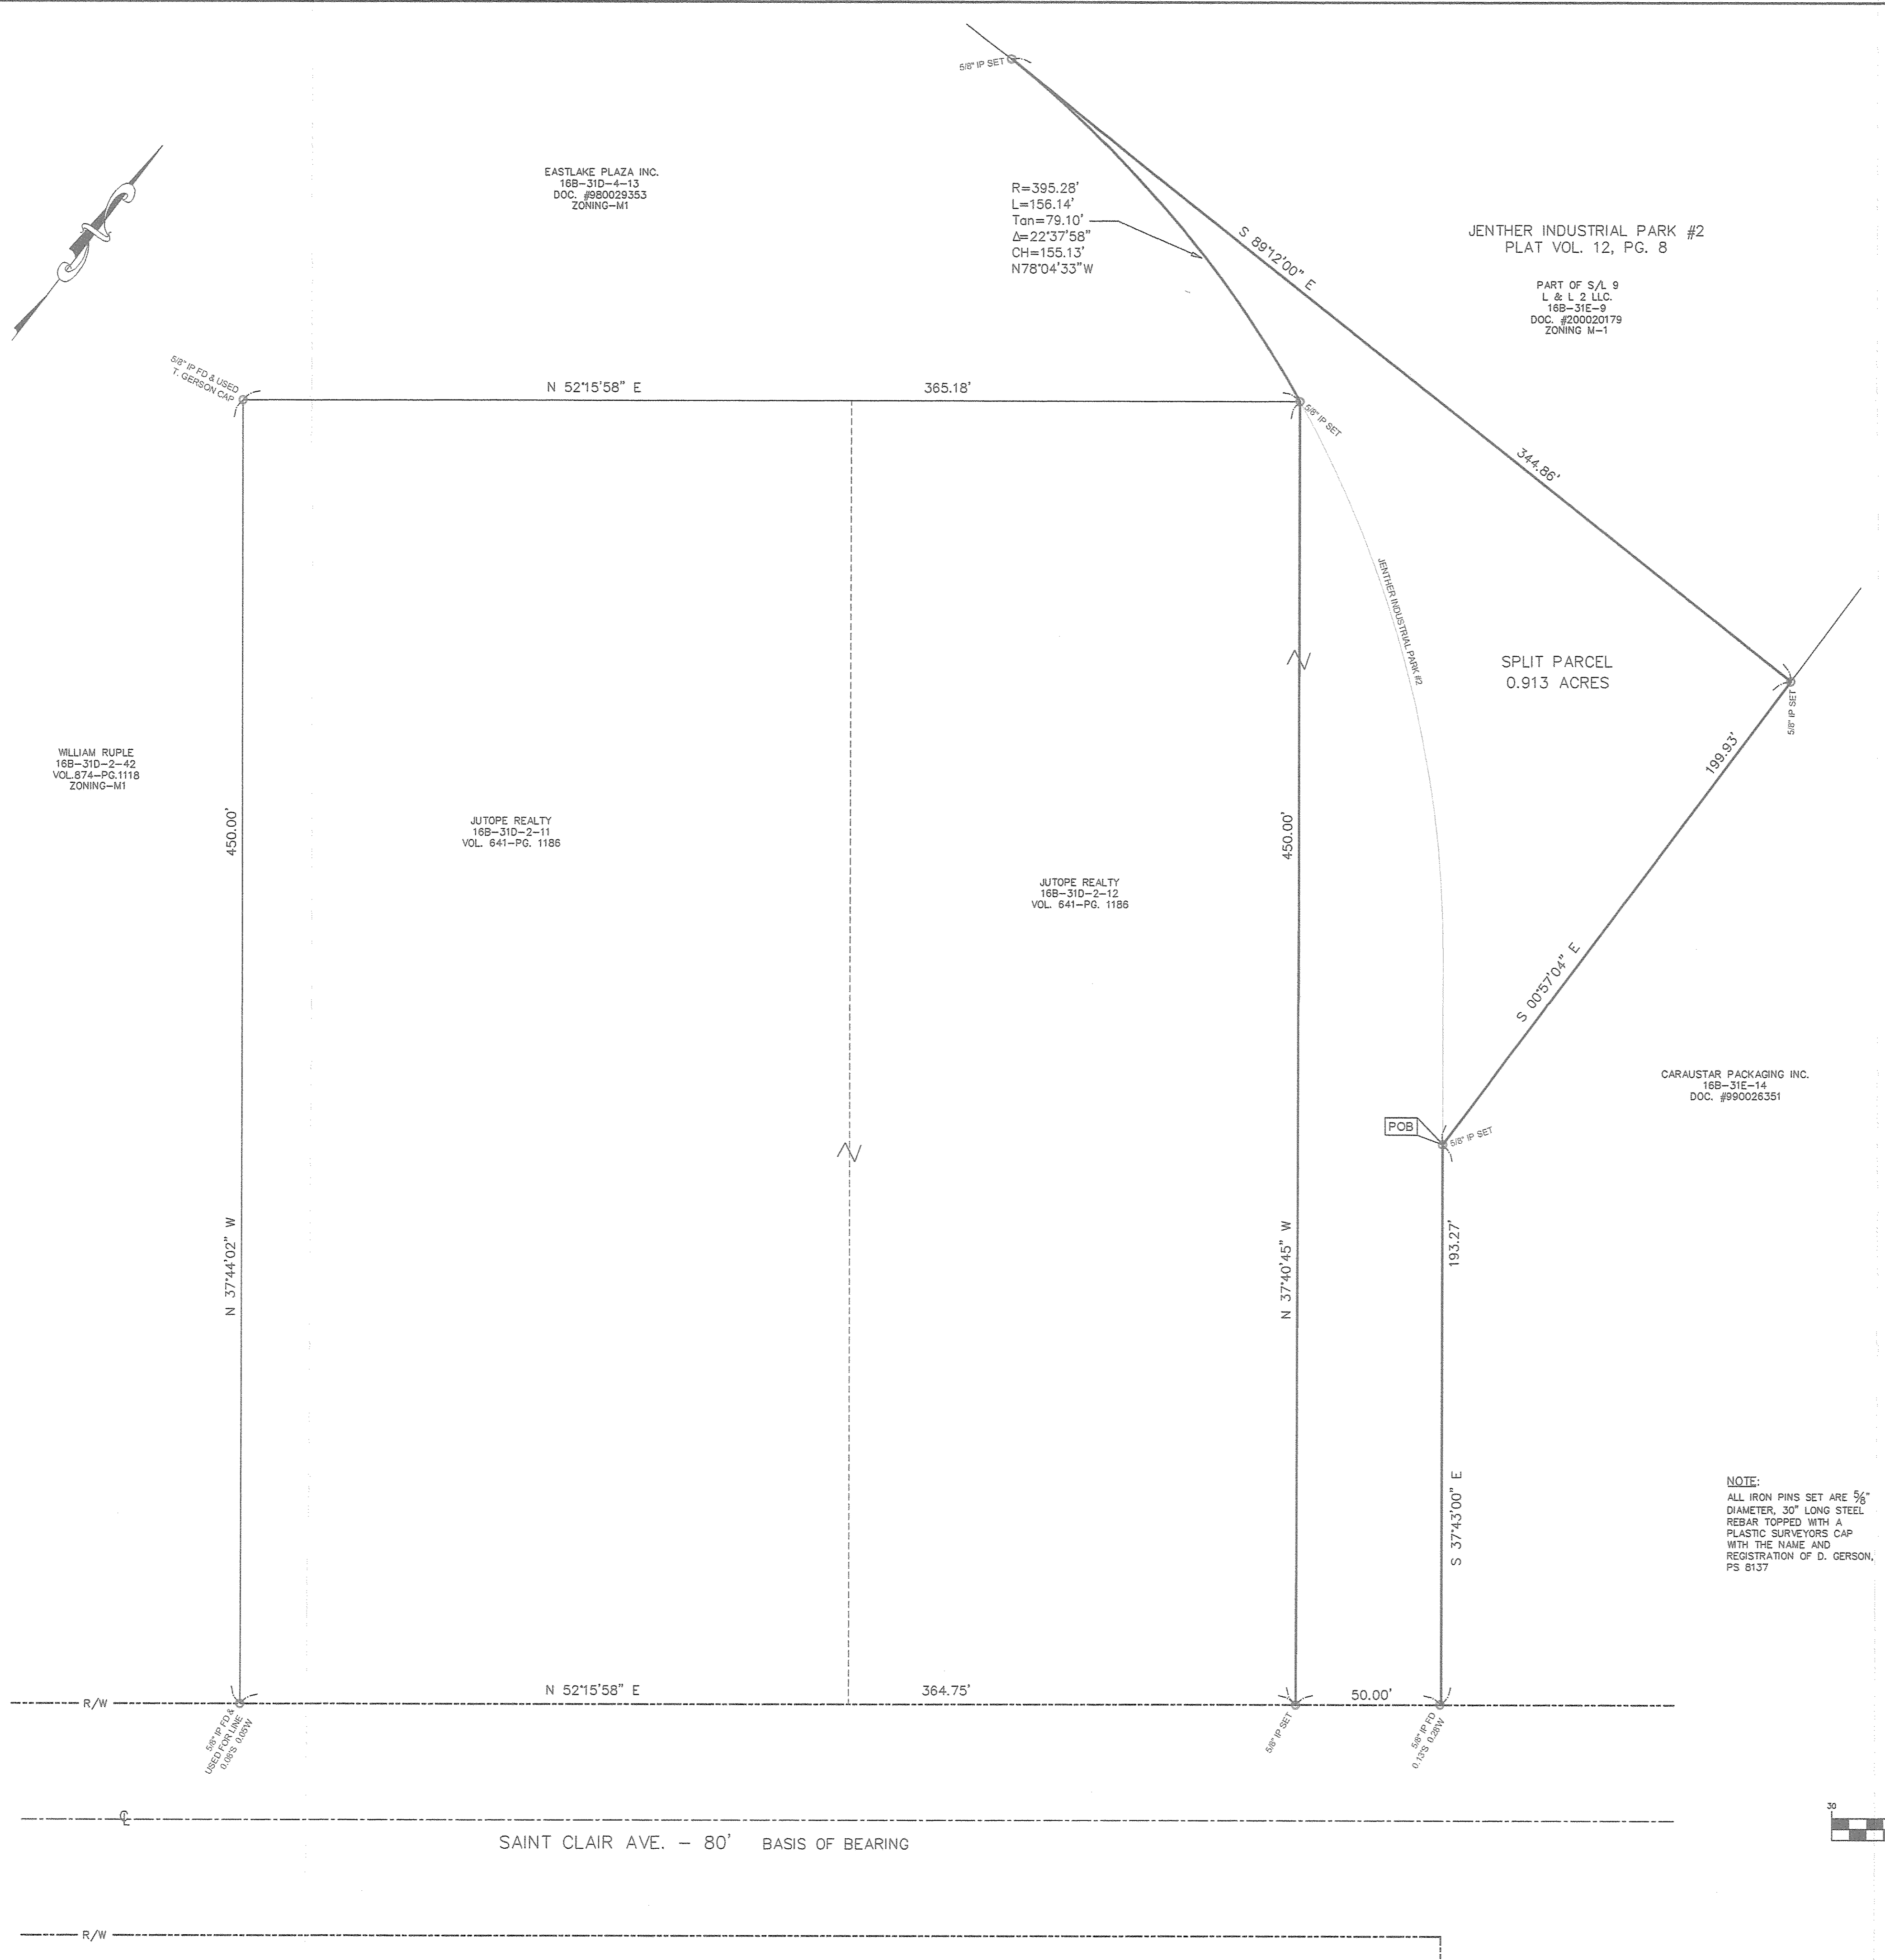 5/8" IP SET
EASTLAKE PLAZA INC.
16B-31D-4-13
DOC. #980029353
ZONING-M1
R=395.28'
L=156.14'
Tan=79.10'
Δ=22°37'58"
CH=155.13'
N78°04'33"W
S 89°12'00" E
344.86'
JENTHER INDUSTRIAL PARK #2
PLAT VOL. 12, PG. 8
PART OF S/L 9
L & L 2 LLC.
16B-31E-9
DOC. #200020179
ZONING M-1
5/8" IP FD & USED
T. GERSON CAP
N 52°15'58" E
365.18'
5/8" IP SET
JENTHER INDUSTRIAL PARK #2
SPLIT PARCEL
0.913 ACRES
5/8" IP SET
199.93'
S 00°57'04" E
WILLIAM RUPLE
16B-31D-2-42
VOL.874-PG.1118
ZONING-M1
450.00'
N 37°44'02" W
JUTOPE REALTY
16B-31D-2-11
VOL. 641-PG. 1186
JUTOPE REALTY
16B-31D-2-12
VOL. 641-PG. 1186
450.00'
N 37°40'45" W
CARAUSTAR PACKAGING INC.
16B-31E-14
DOC. #990026351
POB
5/8" IP SET
193.27'
S 37°43'00" E
NOTE:
ALL IRON PINS SET ARE 5/8"
DIAMETER, 30" LONG STEEL
REBAR TOPPED WITH A
PLASTIC SURVEYORS CAP
WITH THE NAME AND
REGISTRATION OF D. GERSON,
PS 8137
R/W
N 52°15'58" E
364.75'
50.00'
5/8" IP FD &
USED FOR LINE
0.08'S 0.05'W
5/8" IP SET
5/8" IP FD
0.13'S 0.28'W
30
SAINT CLAIR AVE. - 80' BASIS OF BEARING
R/W